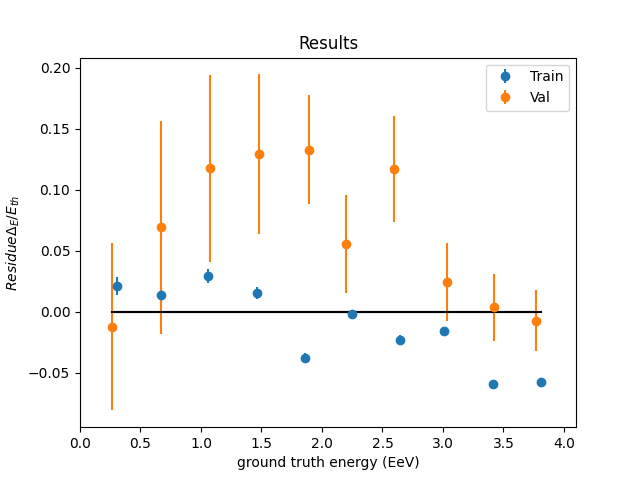 Results
Train
Val
0.20
0.15
0.10
0.05
0.00
−0.05
Residue Δ_E/E_th
0.0 0.5 1.0 1.5 2.0 2.5 3.0 3.5 4.0
ground truth energy (EeV)